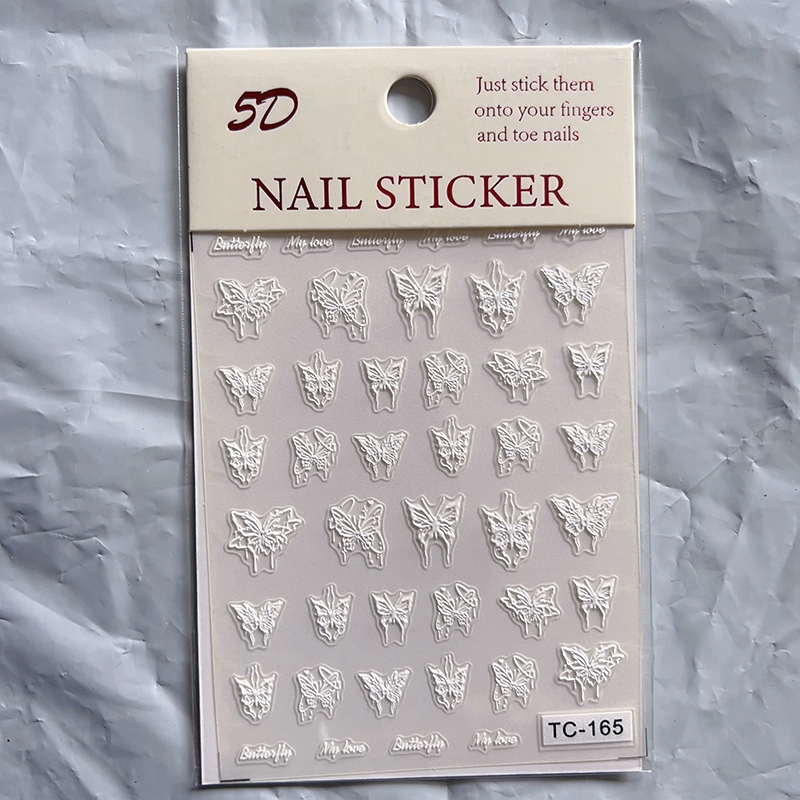 5D
Just stick them
onto your fingers
and toe nails
NAIL STICKER
Butterfly My love Butterfly My love Butterfly My love
Butterfly My love Butterfly My love
TC-165